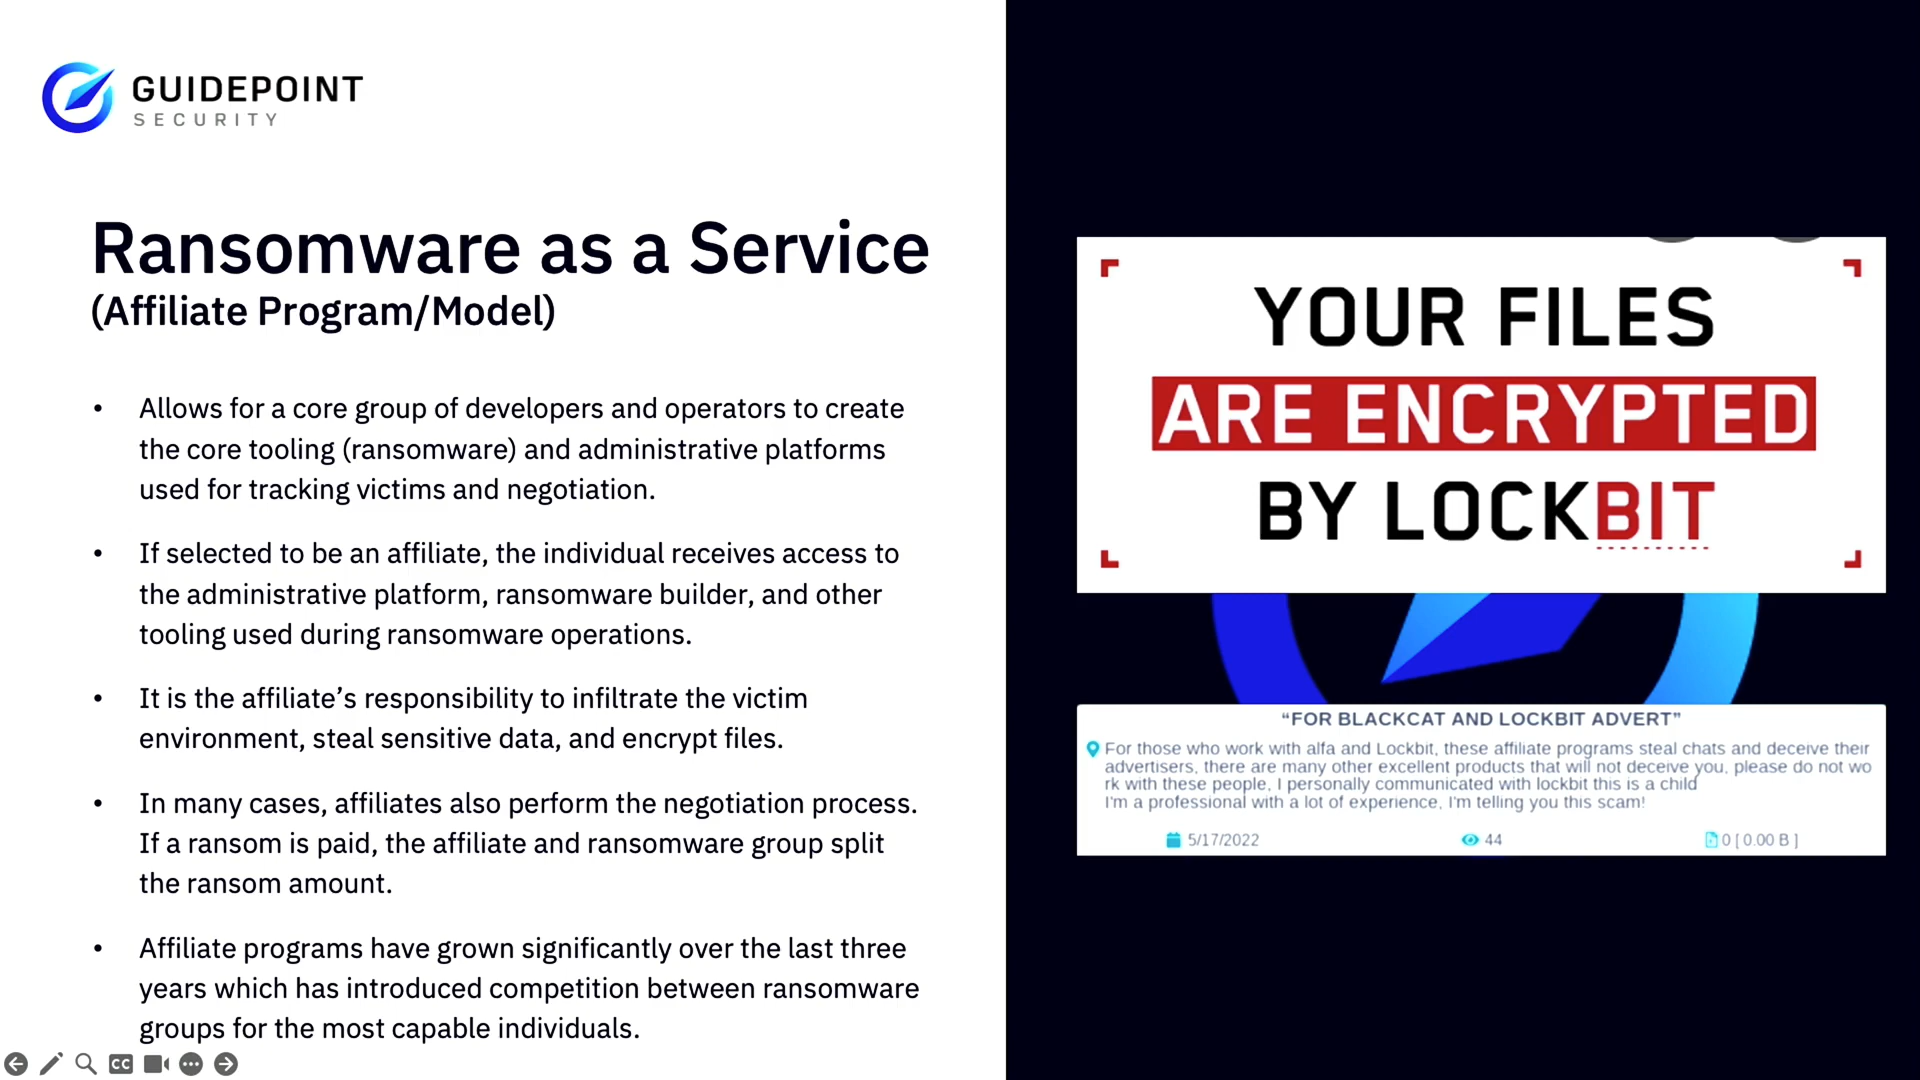 GUIDEPOINT
SECURITY
Ransomware as a Service
(Affiliate Program/Model)
• Allows for a core group of developers and operators to create
the core tooling (ransomware) and administrative platforms
used for tracking victims and negotiation.
• If selected to be an affiliate, the individual receives access to
the administrative platform, ransomware builder, and other
tooling used during ransomware operations.
• It is the affiliate’s responsibility to infiltrate the victim
environment, steal sensitive data, and encrypt files.
• In many cases, affiliates also perform the negotiation process.
If a ransom is paid, the affiliate and ransomware group split
the ransom amount.
• Affiliate programs have grown significantly over the last three
years which has introduced competition between ransomware
groups for the most capable individuals.
CC
YOUR FILES
ARE ENCRYPTED
BY LOCKBIT
“FOR BLACKCAT AND LOCKBIT ADVERT”
For those who work with alfa and Lockbit, these affiliate programs steal chats and deceive their
advertisers, there are many other excellent products that will not deceive you, please do not wo
rk with these people, I personally communicated with lockbit this is a child
I'm a professional with a lot of experience, I'm telling you this scam!
5/17/2022 44 0 [ 0.00 B ]